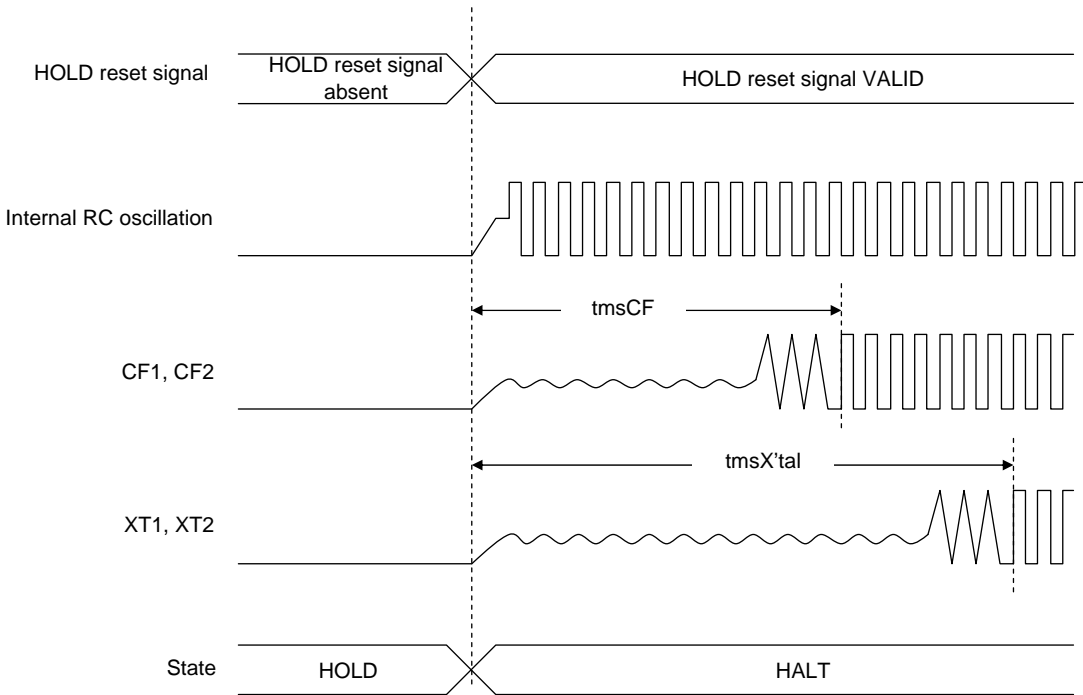 HOLD reset signal
HOLD reset signal
absent
HOLD reset signal VALID
Internal RC oscillation
tmsCF
CF1, CF2
tmsX'tal
XT1, XT2
State
HOLD
HALT